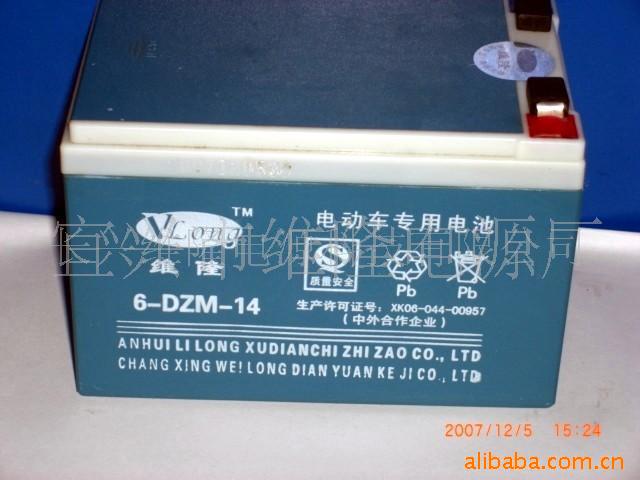 VLong TM
维隆
6-DZM-14
电动车专用电池
质量安全
Pb
Pb
生产许可证号：XK06-044-00957
（中外合作企业）
ANHUI LI LONG XUDIANCHI ZHI ZAO CO., LTD
CHANG XING WEI LONG DIAN YUAN KE JI CO., LTD
2007/12/5 15:24
alibaba.com.cn